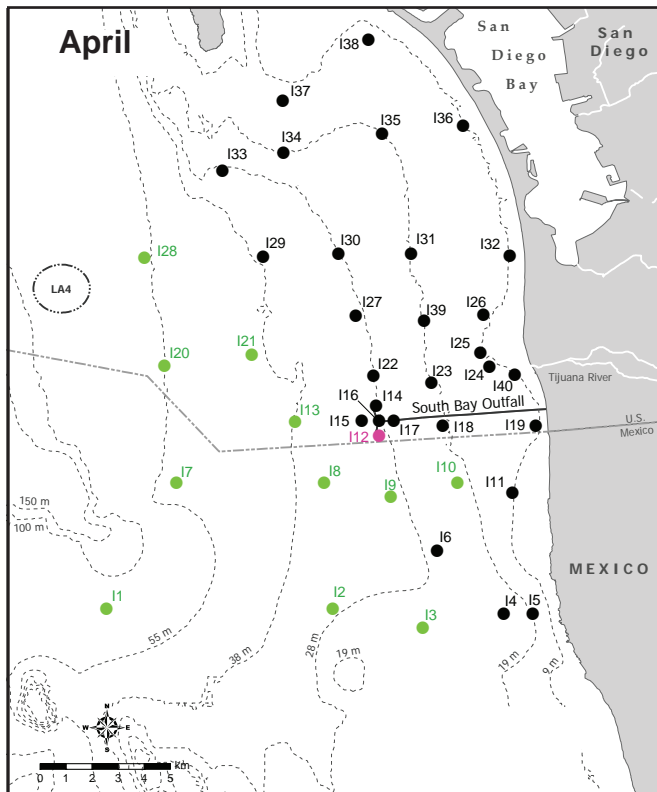 April
San
Diego
Bay
San
Diego
I38
I37
I36
I35
I34
I33
I28
I29
I30
I31
I32
LA4
I27
I39
I26
I20
I21
I25
I22
I23
I24
I40
Tijuana River
I13
I16
I14
South Bay Outfall
I15
I17
I18
I19
U.S.
Mexico
I12
I7
I8
I9
I10
I11
150 m
100 m
I6
MEXICO
I1
I2
I3
I4
I5
55 m
38 m
28 m
19 m
19 m
9 m
N
W E
S
0 1 2 3 4 5 km